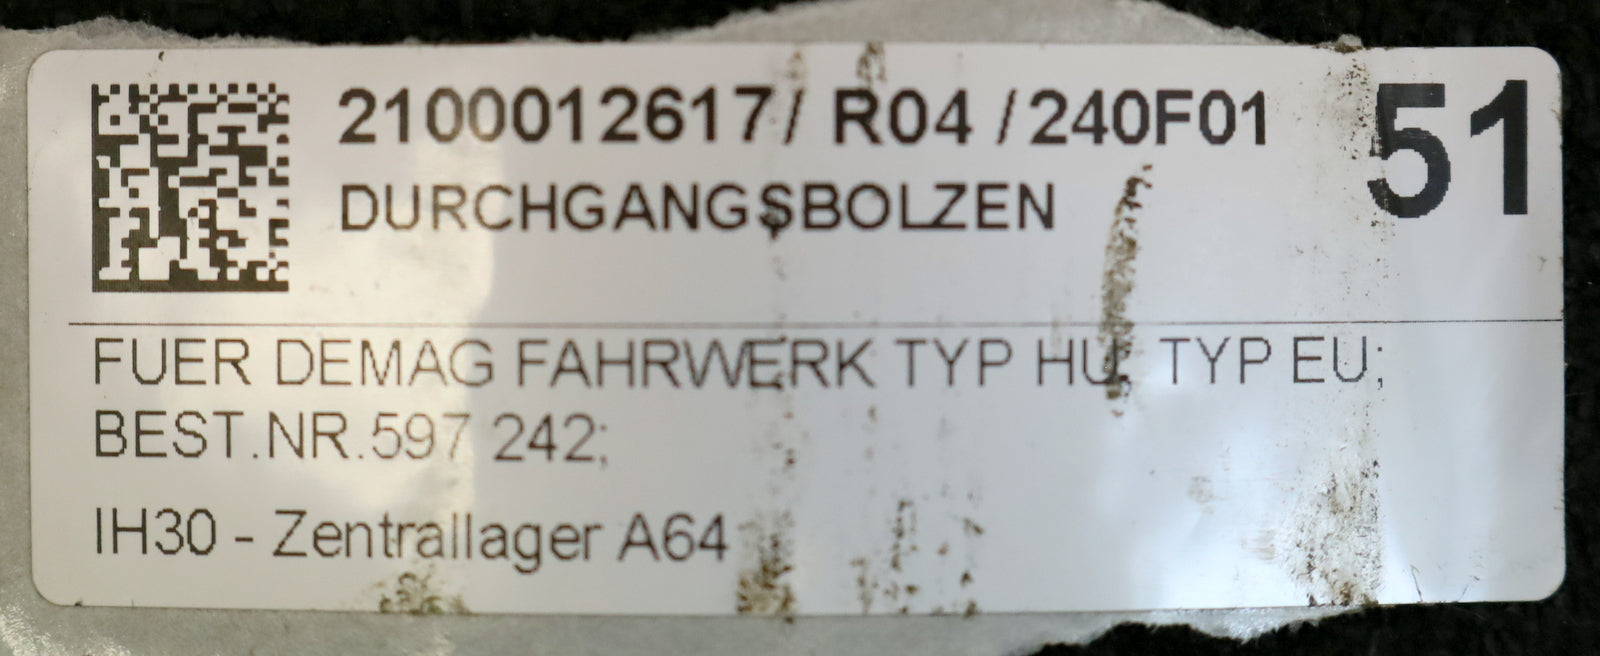 2100012617/ R04 /240F01 51
DURCHGANGSBOLZEN
FUER DEMAG FAHRWERK TYP HU, TYP EU;
BEST.NR.597 242;
IH30 - Zentrallager A64